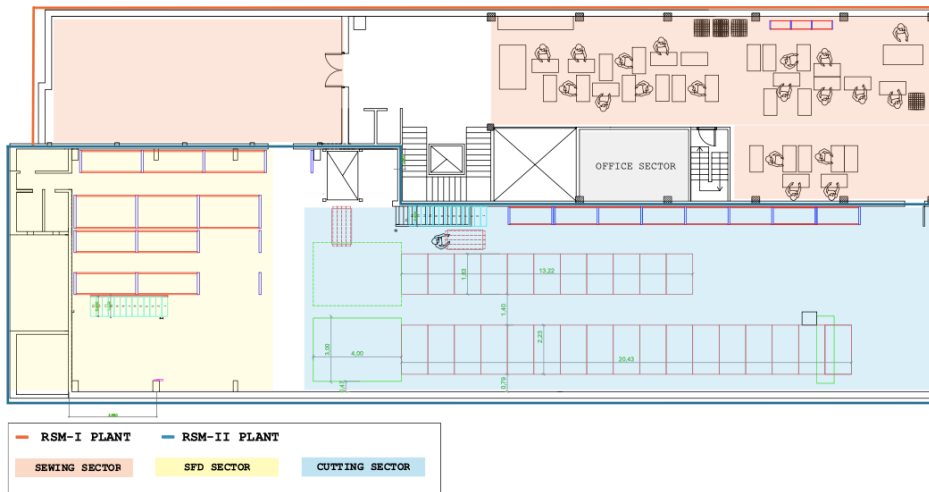 OFFICE SECTOR
13,22
1,85
1,40
2,23
3,00
4,00
20,43
0,79
RSM-I PLANT RSM-II PLANT
SEWING SECTOR SFD SECTOR CUTTING SECTOR